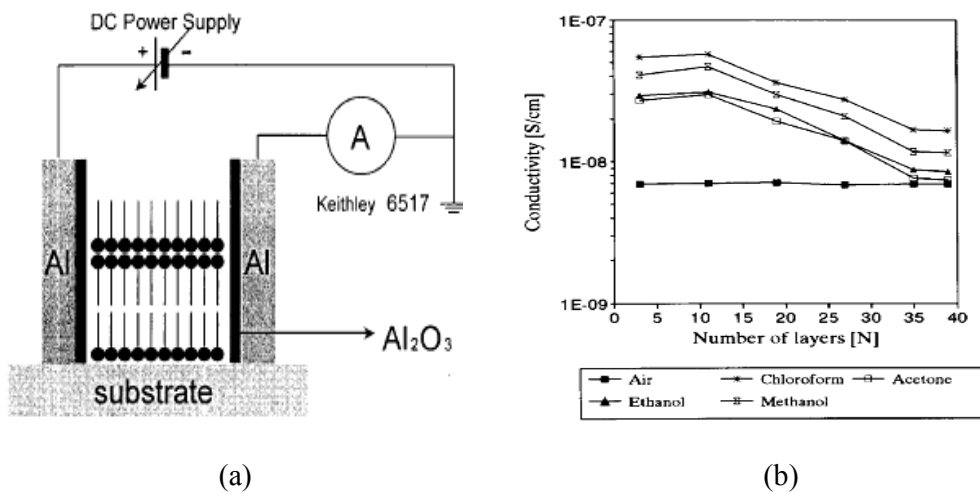 DC Power Supply
+ -
A
Keithley 6517
Al
Al
Al₂O₃
substrate
(a)
1E-07
1E-08
1E-09
Conductivity [S/cm]
0 5 10 15 20 25 30 35 40
Number of layers [N]
Air Chloroform Acetone
Ethanol Methanol
(b)